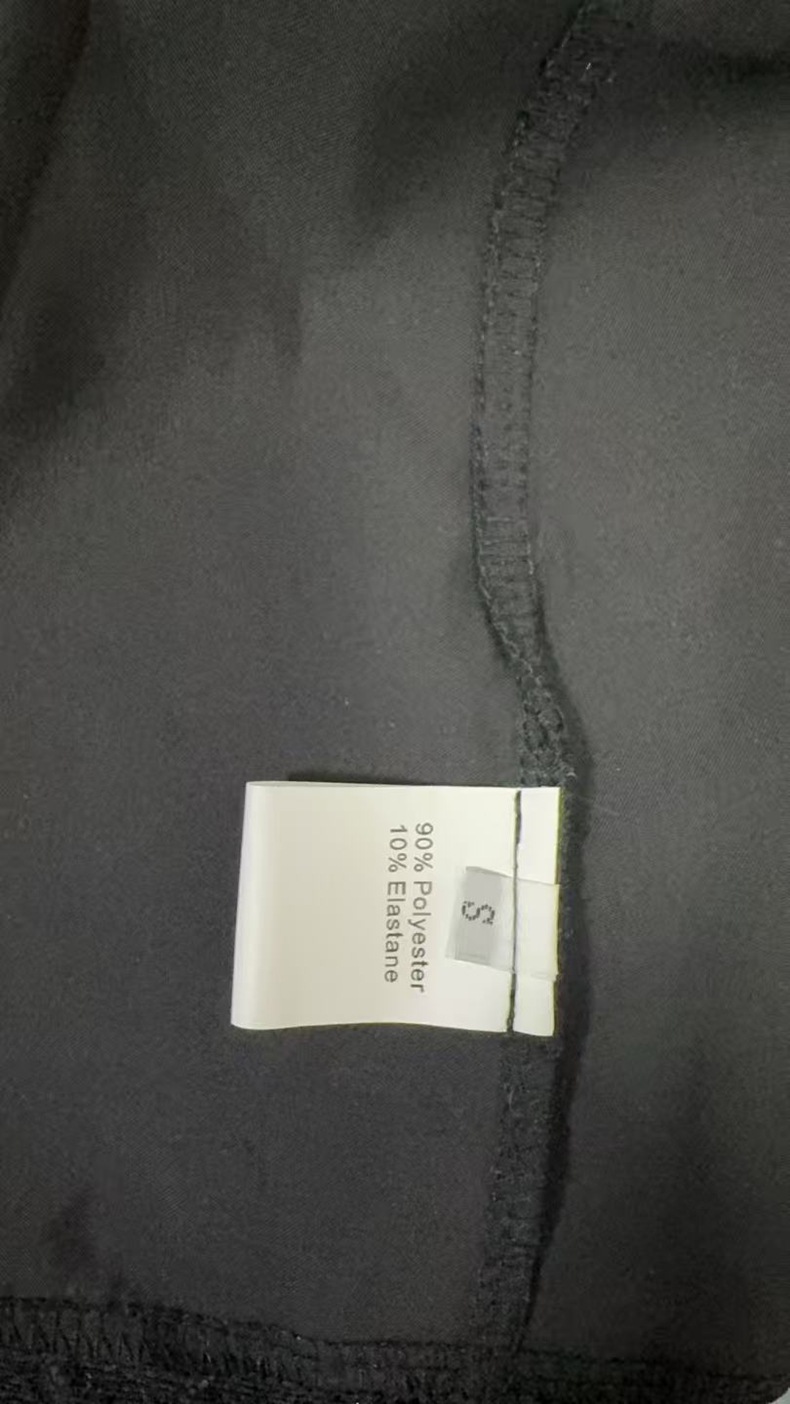 S
90% Polyester
10% Elastane